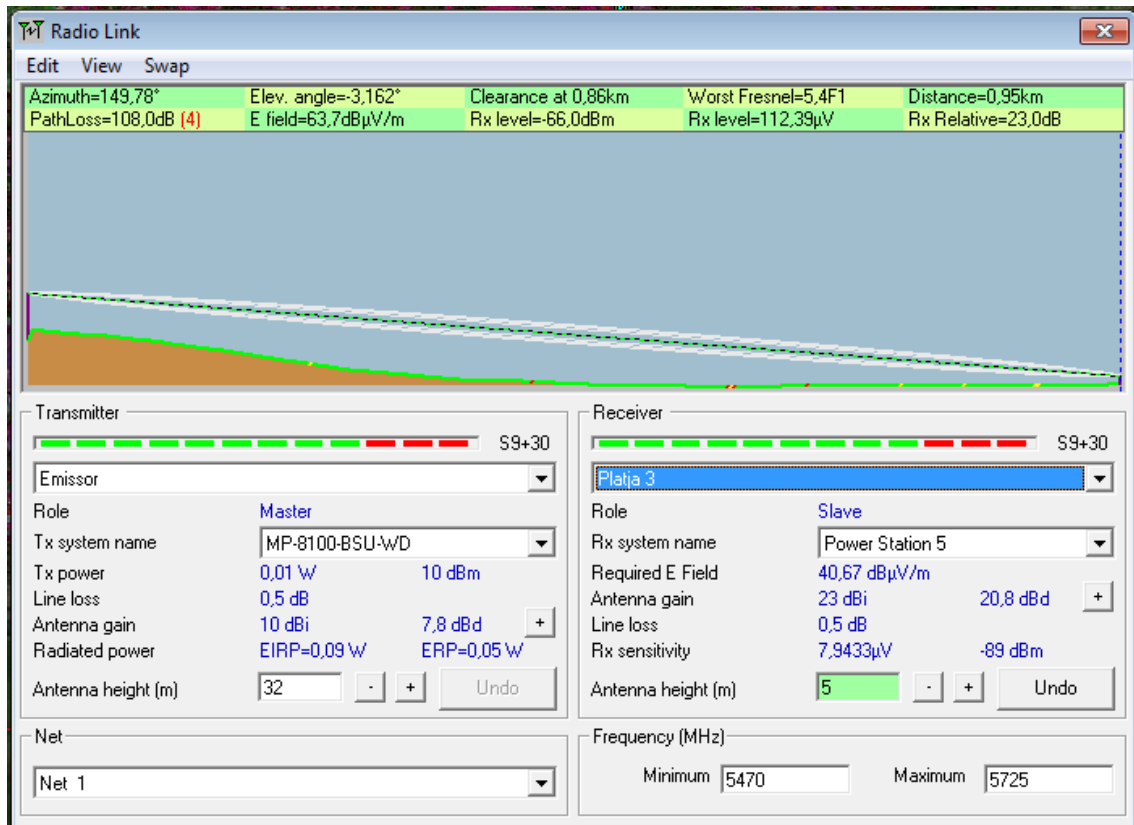 Radio Link
Edit View Swap
Azimuth=149,78° Elev. angle=-3,162° Clearance at 0,86km Worst Fresnel=5,4F1 Distance=0,95km
PathLoss=108,0dB (4) E field=63,7dBµV/m Rx level=-66,0dBm Rx level=112,39µV Rx Relative=23,0dB
Transmitter
S9+30
Emissor
Role Master
Tx system name MP-8100-BSU-WD
Tx power 0,01 W 10 dBm
Line loss 0,5 dB
Antenna gain 10 dBi 7,8 dBd +
Radiated power EIRP=0,09 W ERP=0,05 W
Antenna height (m) 32 - + Undo
Receiver
S9+30
Platja 3
Role Slave
Rx system name Power Station 5
Required E Field 40,67 dBµV/m
Antenna gain 23 dBi 20,8 dBd +
Line loss 0,5 dB
Rx sensitivity 7,9433µV -89 dBm
Antenna height (m) 5 - + Undo
Net
Net 1
Frequency (MHz)
Minimum 5470 Maximum 5725